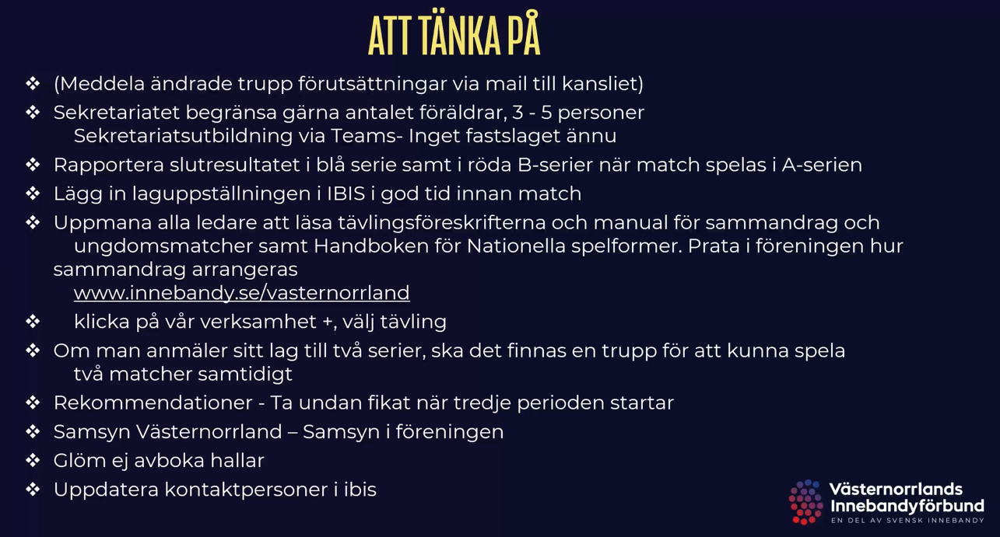 ATT TÄNKA PÅ
❖ (Meddela ändrade trupp förutsättningar via mail till kansliet)
❖ Sekretariatet begränsa gärna antalet föräldrar, 3 - 5 personer
Sekretariatsutbildning via Teams- Inget fastslaget ännu
❖ Rapportera slutresultatet i blå serie samt i röda B-serier när match spelas i A-serien
❖ Lägg in laguppställningen i IBIS i god tid innan match
❖ Uppmana alla ledare att läsa tävlingsföreskrifterna och manual för sammandrag och
ungdomsmatcher samt Handboken för Nationella spelformer. Prata i föreningen hur
sammandrag arrangeras
www.innebandy.se/vasternorrland
❖ klicka på vår verksamhet +, välj tävling
❖ Om man anmäler sitt lag till två serier, ska det finnas en trupp för att kunna spela
två matcher samtidigt
❖ Rekommendationer - Ta undan fikat när tredje perioden startar
❖ Samsyn Västernorrland – Samsyn i föreningen
❖ Glöm ej avboka hallar
❖ Uppdatera kontaktpersoner i ibis
Västernorrlands
Innebandyförbund
EN DEL AV SVENSK INNEBANDY